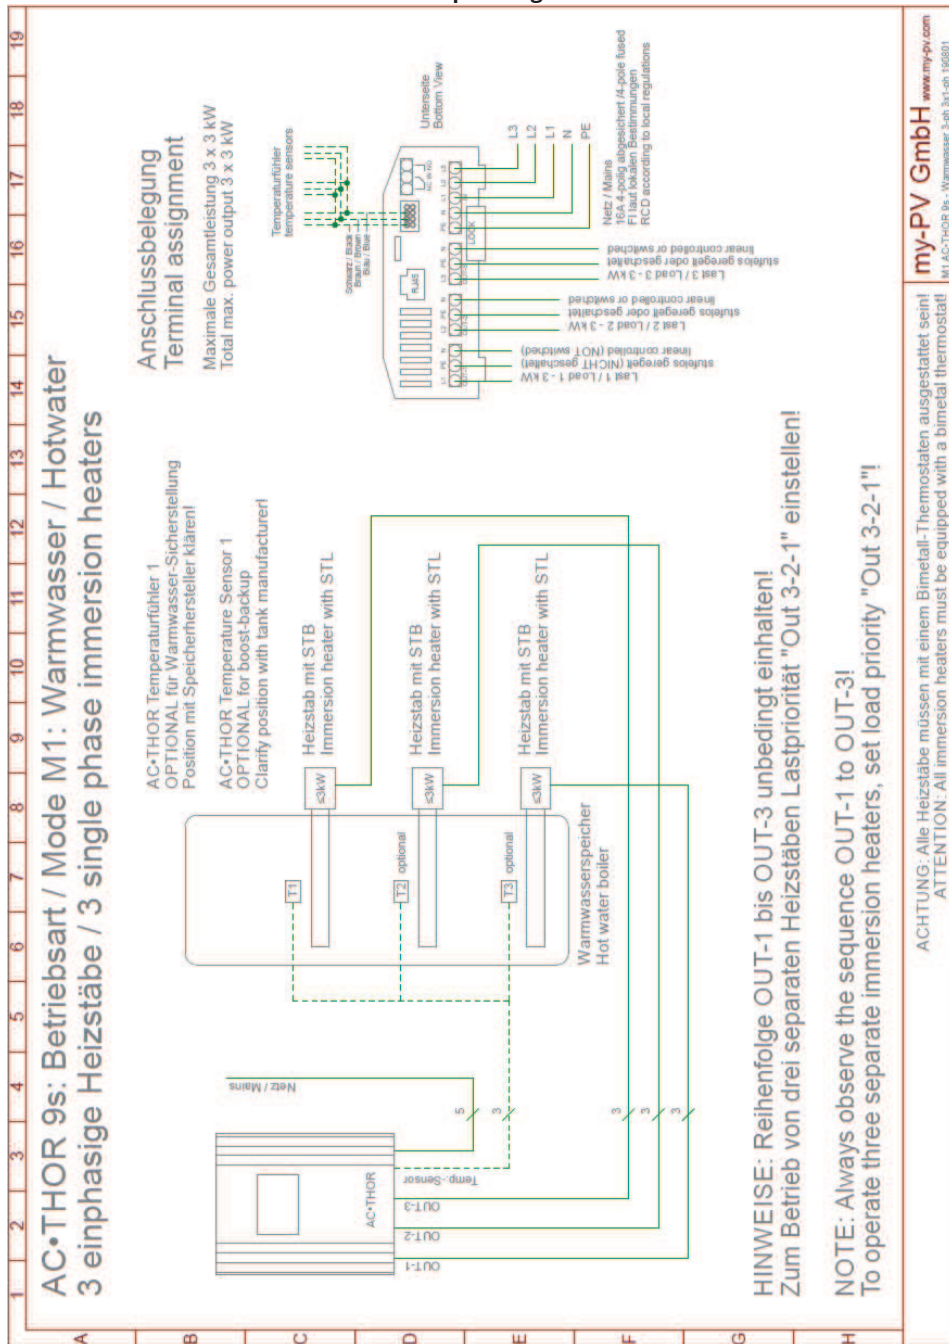 AC•THOR 9s: Betriebsart / Mode M1: Warmwasser / Hotwater
3 einphasige Heizstäbe / 3 single phase immersion heaters
1 2 3 4 5 6 7 8 9 10 11 12 13 14 15 16 17 18 19
A
B
C
D
E
F
G
H
Anschlussbelegung
Terminal assignment
Maximale Gesamtleistung 3 x 3 kW
Total max. power output 3 x 3 kW
AC•THOR Temperaturfühler 1
OPTIONAL für Warmwasser-Sicherstellung
Position mit Speicherhersteller klären!
AC•THOR Temperature Sensor 1
OPTIONAL for boost-backup
Clarify position with tank manufacturer!
Temperaturfühler
temperature sensors
Schwarz / Black
Braun / Brown
Blau / Blue
Unterseite
Bottom View
RJ45
LOCK
L3
L2
L1
N
PE
Netz / Mains
16A 4-polig abgesichert /4-pole fused
FI laut lokalen Bestimmungen
RCD according to local regulations
Last 3 / Load 3 - 3 kW
stufelos geregelt oder geschaltet
linear controlled or switched
Last 2 / Load 2 - 3 kW
stufelos geregelt oder geschaltet
linear controlled or switched
Last 1 / Load 1 - 3 kW
stufelos geregelt (NICHT geschaltet)
linear controlled (NOT switched)
Netz / Mains
AC•THOR
Temp.-Sensor
OUT-3
OUT-2
OUT-1
5
3
3
3
3
T1
T2 optional
T3 optional
≤3kW
Heizstab mit STB
Immersion heater with STL
≤3kW
Heizstab mit STB
Immersion heater with STL
≤3kW
Heizstab mit STB
Immersion heater with STL
Warmwasserspeicher
Hot water boiler
HINWEISE: Reihenfolge OUT-1 bis OUT-3 unbedingt einhalten!
Zum Betrieb von drei separaten Heizstäben Lastpriorität "Out 3-2-1" einstellen!
NOTE: Always observe the sequence OUT-1 to OUT-3!
To operate three separate immersion heaters, set load priority "Out 3-2-1"!
ACHTUNG: Alle Heizstäbe müssen mit einem Bimetall-Thermostaten ausgestattet sein!
ATTENTION: All immersion heaters must be equipped with a bimetal thermostat!
my-PV GmbH www.my-pv.com
M1 AC•THOR 9s - Warmwasser 3-ph 3x1-ph 190801